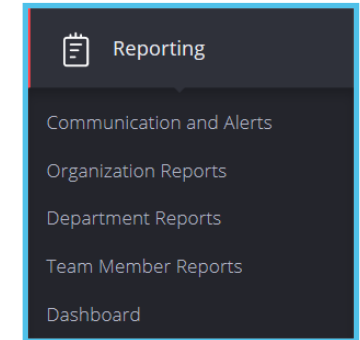 Reporting
Communication and Alerts
Organization Reports
Department Reports
Team Member Reports
Dashboard